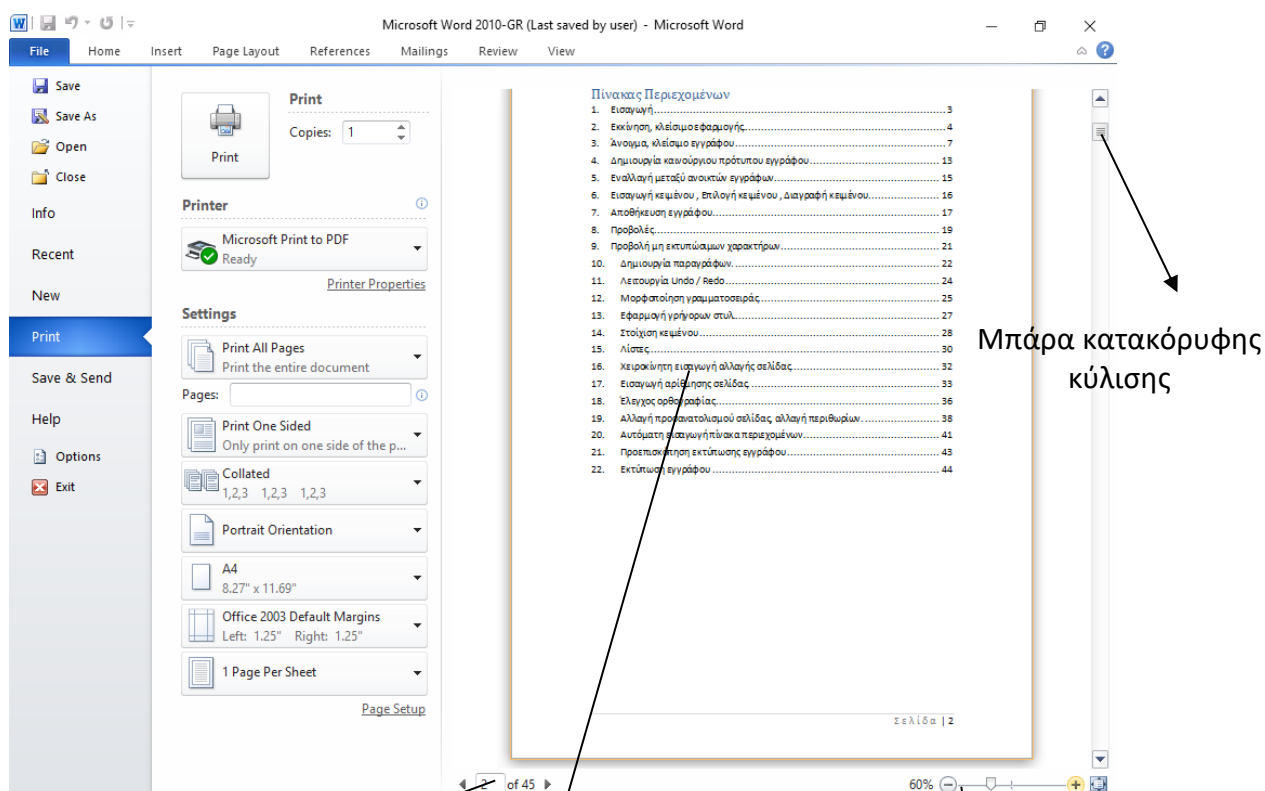 Microsoft Word 2010-GR (Last saved by user) - Microsoft Word
File Home Insert Page Layout References Mailings Review View
Save
Save As
Open
Close
Info
Recent
New
Print
Save & Send
Help
Options
Exit
Print
Print
Copies: 1
Printer
Microsoft Print to PDF
Ready
Printer Properties
Settings
Print All Pages
Print the entire document
Pages:
Print One Sided
Only print on one side of the p...
Collated
1,2,3 1,2,3 1,2,3
Portrait Orientation
A4
8.27" x 11.69"
Office 2003 Default Margins
Left: 1.25" Right: 1.25"
1 Page Per Sheet
Page Setup
Πίνακας Περιεχομένων
1. Εισαγωγή 3
2. Εκκίνηση, κλείσιμο εφαρμογής 4
3. Άνοιγμα, κλείσιμο εγγράφου 7
4. Δημιουργία καινούργιου πρότυπου εγγράφου 13
5. Εναλλαγή μεταξύ ανοικτών εγγράφων 15
6. Εισαγωγή κειμένου , Επιλογή κειμένου , Διαγραφή κειμένου 16
7. Αποθήκευση εγγράφου 17
8. Προβολές 19
9. Προβολή μη εκτυπώσιμων χαρακτήρων 21
10. Δημιουργία παραγράφων 22
11. Λειτουργία Undo / Redo 24
12. Μορφοποίηση γραμματοσειράς 25
13. Εφαρμογή γρήγορων στυλ 27
14. Στοίχιση κειμένου 28
15. Λίστες 30
16. Χειροκίνητη εισαγωγή αλλαγής σελίδας 32
17. Εισαγωγή αρίθμησης σελίδας 33
18. Έλεγχος ορθογραφίας 36
19. Αλλαγή προσανατολισμού σελίδας, αλλαγή περιθωρίων 38
20. Αυτόματη εισαγωγή πίνακα περιεχομένων 41
21. Προεπισκόπηση εκτύπωσης εγγράφου 43
22. Εκτύπωση εγγράφου 44
Σελίδα | 2
2 of 45
60%
Μπάρα κατακόρυφης
κύλισης